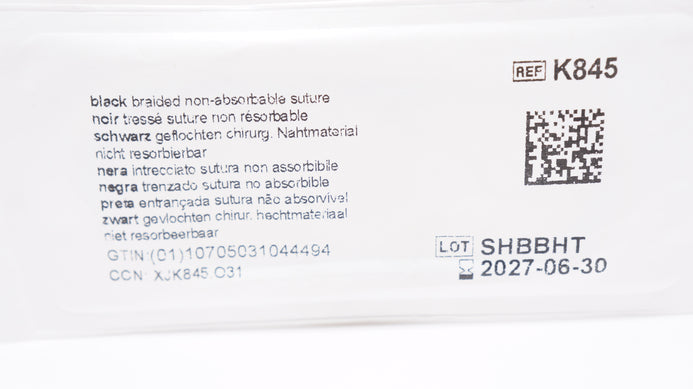 REF K845
black braided non-absorbable suture
noir tressé suture non résorbable
schwarz geflochten chirurg. Nahtmaterial
nicht resorbierbar
nera intrecciato sutura non assorbibile
negra trenzado sutura no absorbible
preta entrançada sutura não absorvível
zwart gevlochten chirur. hechtmateriaal
niet resorbeerbaar
GTIN:(01)10705031044494
CCN: XJK845.O31
LOT SHBBHT
2027-06-30